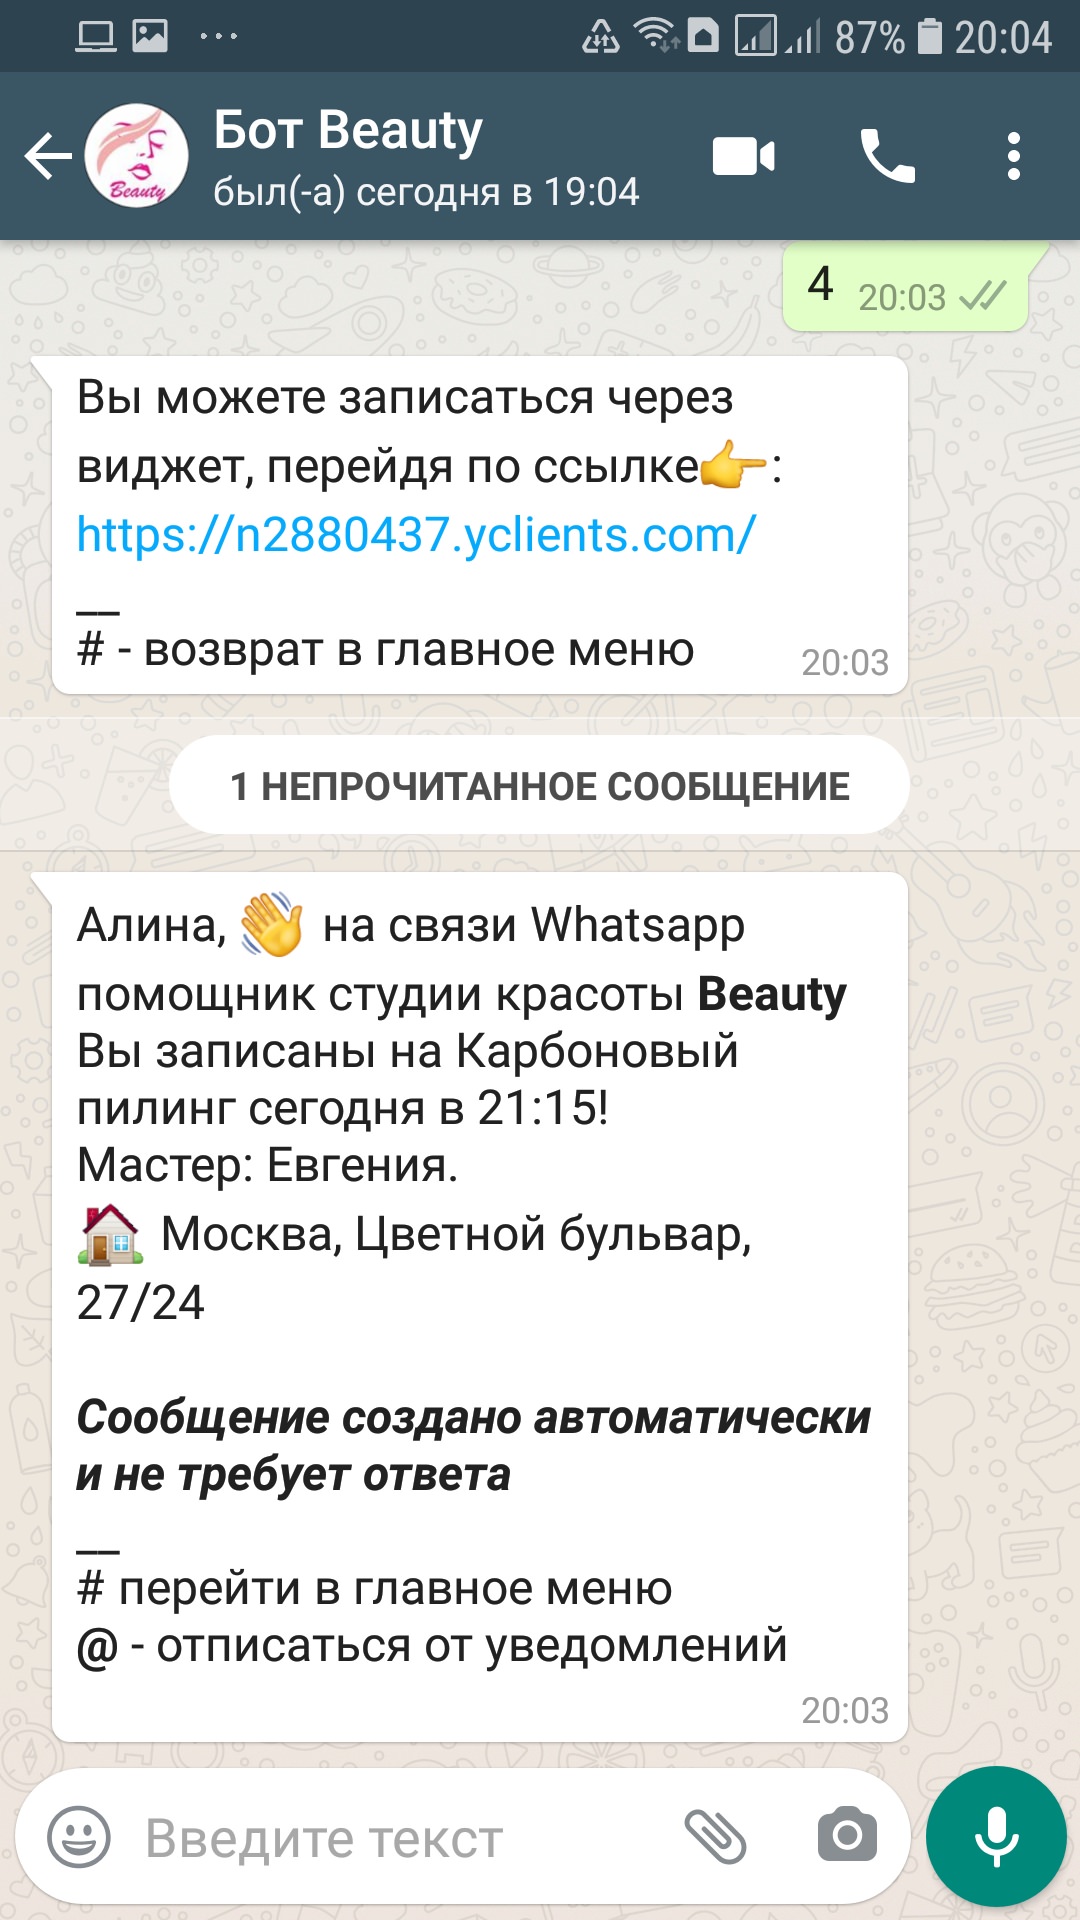 87% 20:04
Бот Beauty
был(-а) сегодня в 19:04
Beauty
4 20:03
Вы можете записаться через
виджет, перейдя по ссылке👉:
https://n2880437.yclients.com/
__
# - возврат в главное меню
20:03
1 НЕПРОЧИТАННОЕ СООБЩЕНИЕ
Алина, 👋 на связи Whatsapp
помощник студии красоты Beauty
Вы записаны на Карбоновый
пилинг сегодня в 21:15!
Мастер: Евгения.
🏠 Москва, Цветной бульвар,
27/24
Сообщение создано автоматически
и не требует ответа
__
# перейти в главное меню
@ - отписаться от уведомлений
20:03
Введите текст